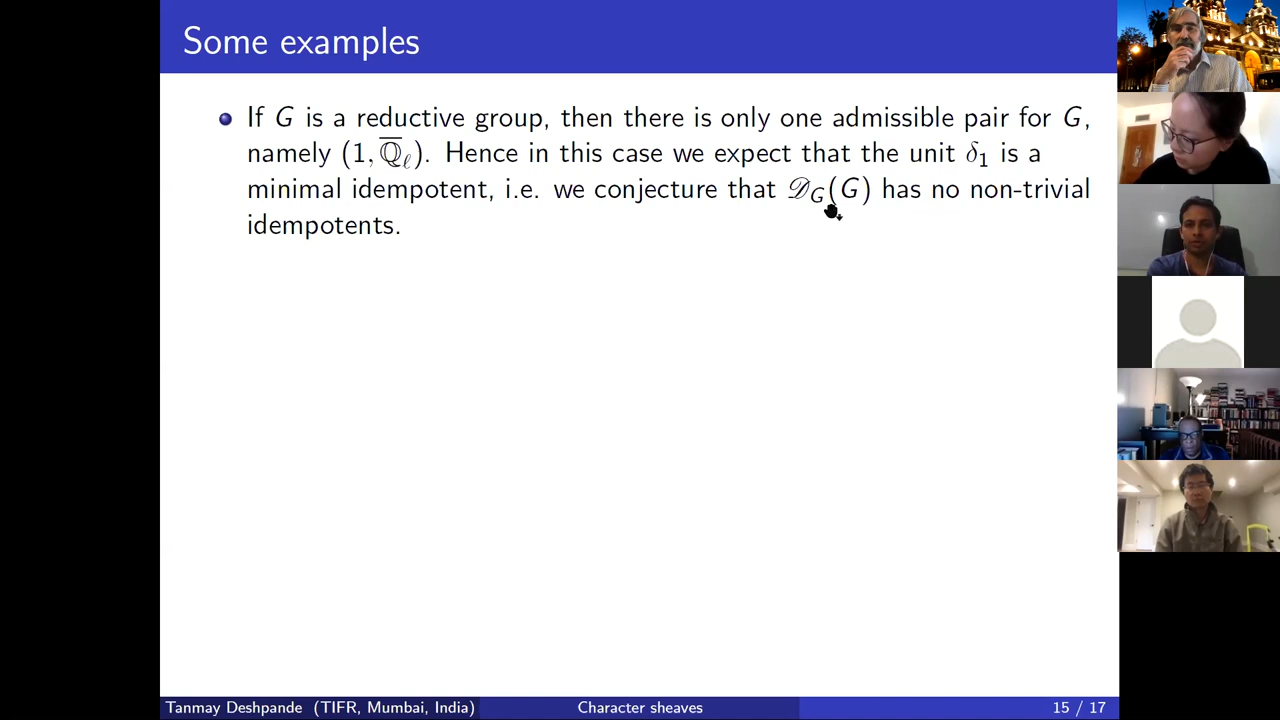 Some examples
If G is a reductive group, then there is only one admissible pair for G,
namely (1, ℚ̅ℓ). Hence in this case we expect that the unit δ₁ is a
minimal idempotent, i.e. we conjecture that 𝒟_G(G) has no non-trivial
idempotents.
Tanmay Deshpande (TIFR, Mumbai, India) Character sheaves 15 / 17